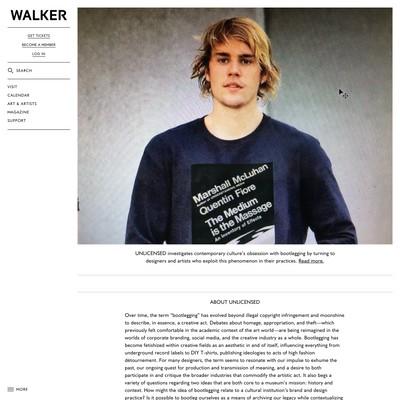 WALKER
GET TICKETS
BECOME A MEMBER
LOG IN
SEARCH
VISIT
CALENDAR
ART & ARTISTS
MAGAZINE
SUPPORT
MORE
Marshall McLuhan
Quentin Fiore
The Medium
is the Massage
An Inventory of Effects
UNLICENSED investigates contemporary culture's obsession with bootlegging by turning to
designers and artists who exploit this phenomenon in their practices. Read more.
ABOUT UNLICENSED
Over time, the term "bootlegging" has evolved beyond illegal copyright infringement and moonshine
to describe, in essence, a creative act. Debates about homage, appropriation, and theft—which
previously felt comfortable in the academic context of the art world—are being reimagined in the
worlds of corporate branding, social media, and the creative industry as a whole. Bootlegging has
become fetishized within creative fields as an aesthetic in and of itself, influencing everything from
underground record labels to DIY T-shirts, publishing ideologies to acts of high fashion
détournement. For many designers, the term seems to resonate with our impulse to exhume the
past, our ongoing quest for production and transmission of meaning, and a desire to both
participate in and critique the broader industries that commodify the artistic act. It also begs a
variety of questions regarding two ideas that are both core to a museum's mission: history and
context. How might the idea of bootlegging relate to a cultural institution's brand and design
practice? Is it possible to bootleg ourselves as a means of archiving our legacy while contextualizing